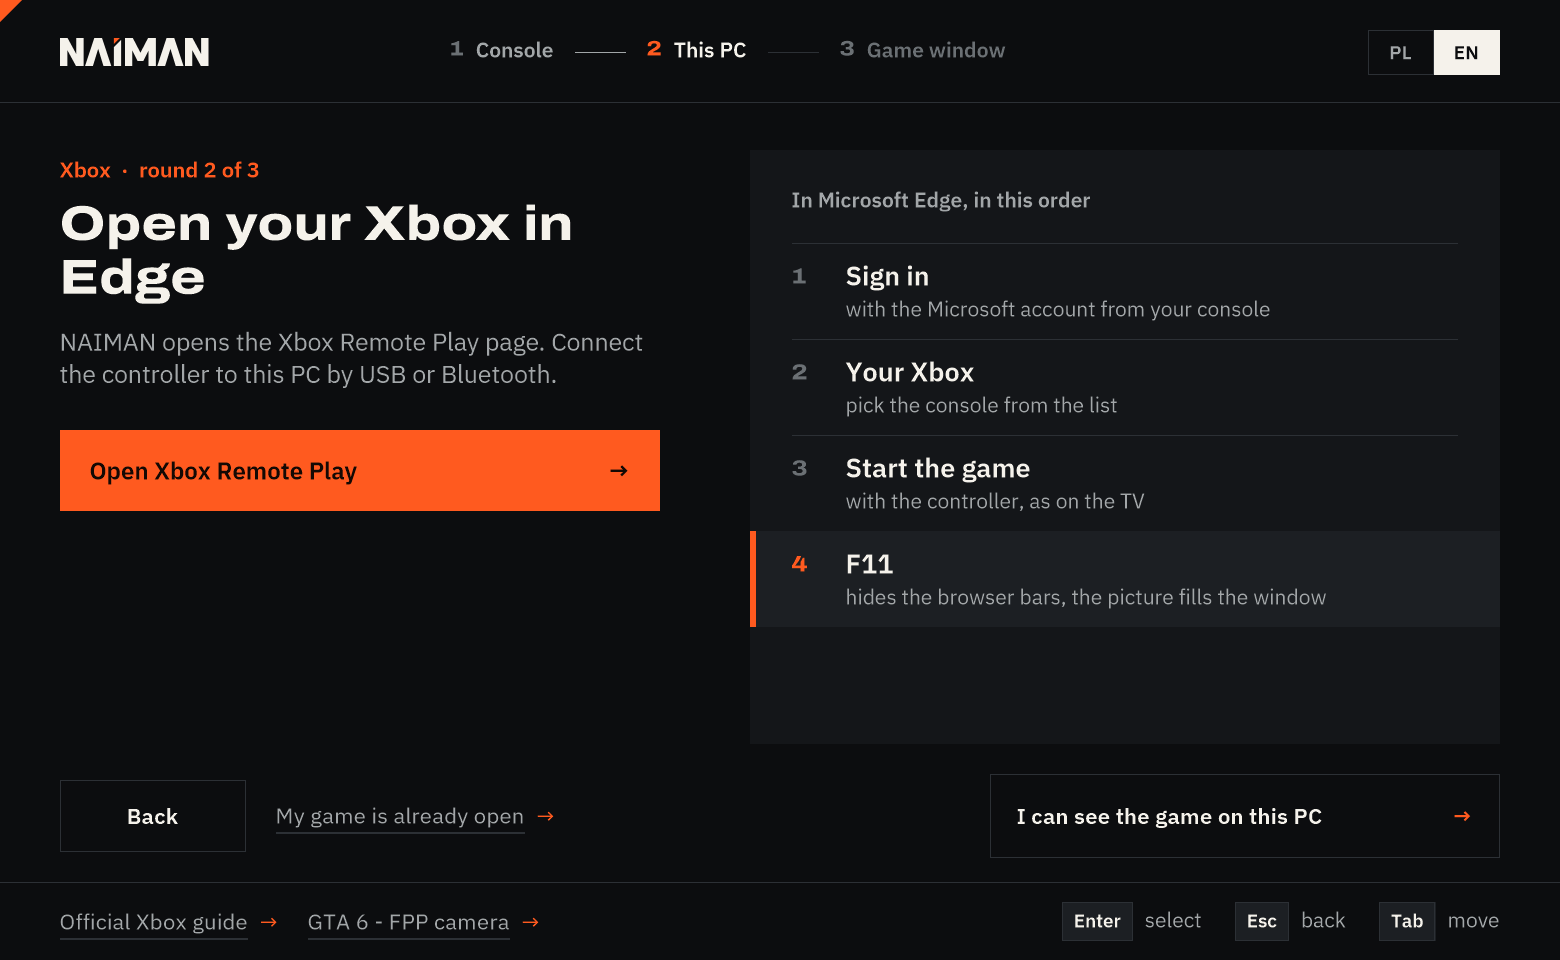 NAIMAN
1 Console
2 This PC
3 Game window
PL
EN
Xbox · round 2 of 3
Open your Xbox in
Edge
NAIMAN opens the Xbox Remote Play page. Connect
the controller to this PC by USB or Bluetooth.
Open Xbox Remote Play →
In Microsoft Edge, in this order
1 Sign in
with the Microsoft account from your console
2 Your Xbox
pick the console from the list
3 Start the game
with the controller, as on the TV
4 F11
hides the browser bars, the picture fills the window
Back
My game is already open →
I can see the game on this PC →
Official Xbox guide →
GTA 6 - FPP camera →
Enter select
Esc back
Tab move